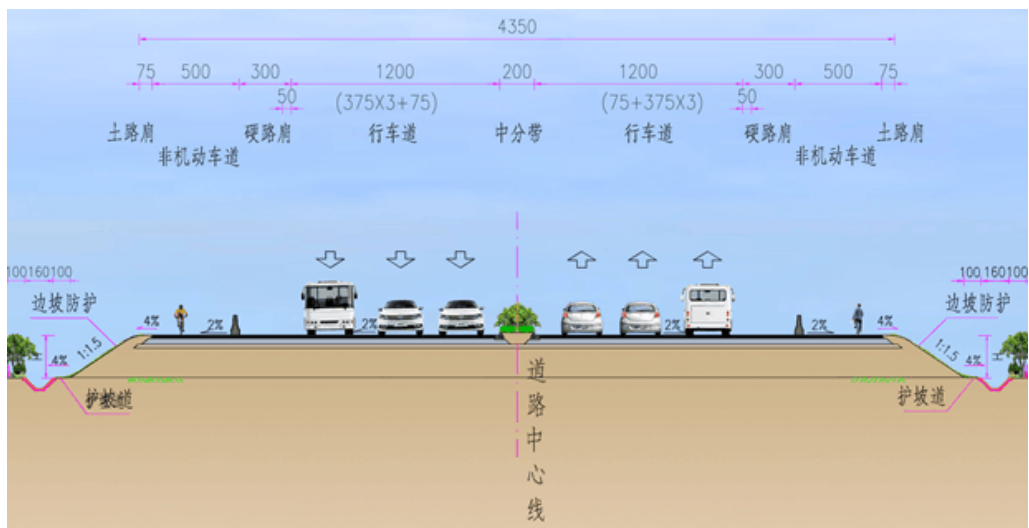 4350
75 500 300 1200 200 1200 300 500 75
50 (375X3+75) (75+375X3) 50
土路肩 硬路肩 行车道 中分带 行车道 硬路肩 土路肩
非机动车道 非机动车道
100160100 100 160 100
边坡防护 边坡防护
4% 2% 2% 2% 2% 4%
H 4% 1:1.5 1:1.5 4% H
护坡道
道路中心线